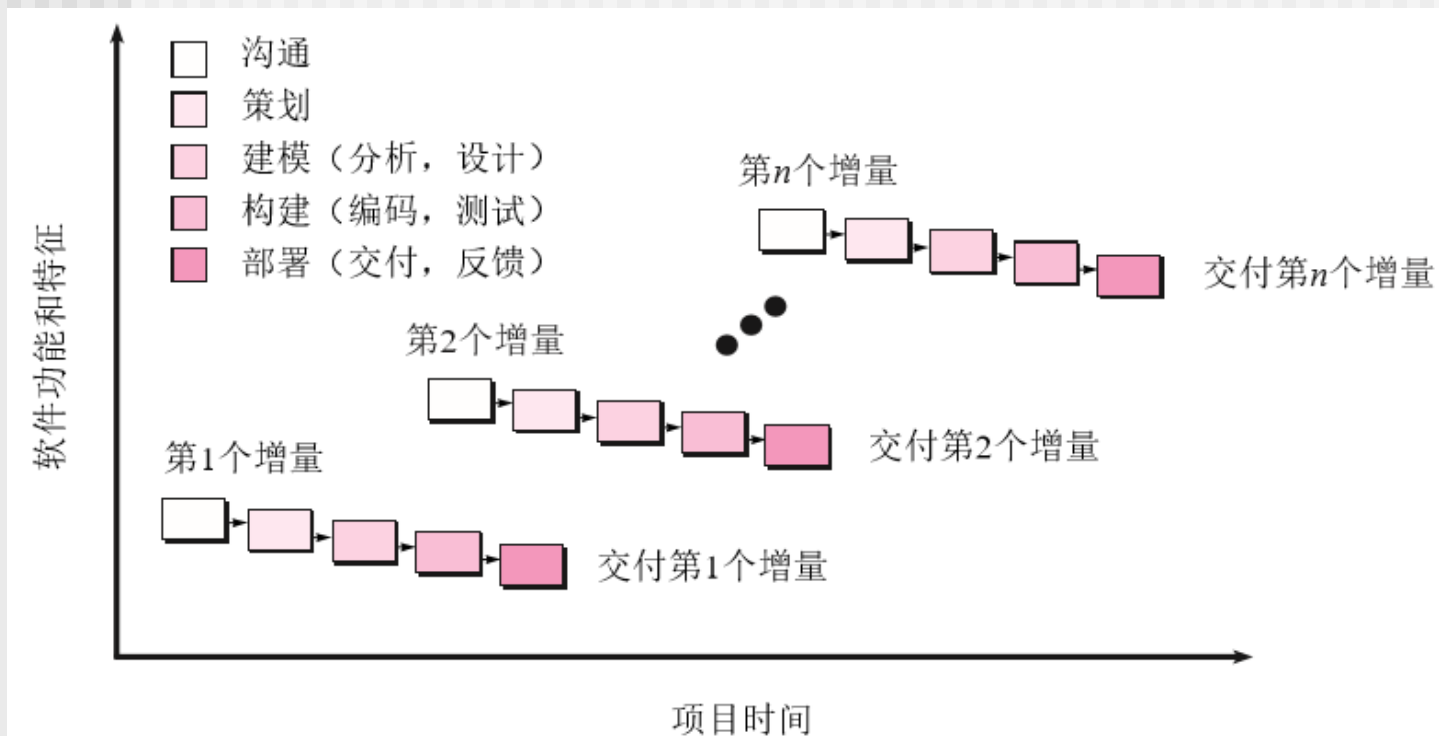 沟通
策划
建模（分析，设计）
构建（编码，测试）
部署（交付，反馈）
第n个增量
交付第n个增量
第2个增量
交付第2个增量
第1个增量
交付第1个增量
软件功能和特征
项目时间